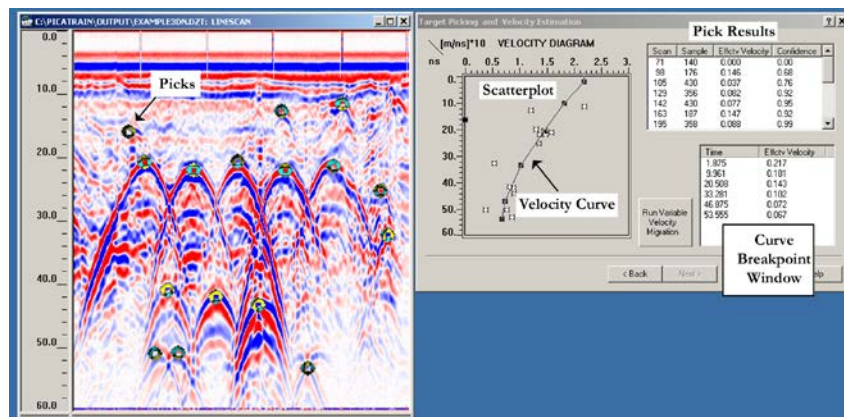 C:\PICATRAIN\OUTPUT\EXAMPLE3DN.DZT: LINESCAN
0.0
10.0
20.0
30.0
40.0
50.0
60.0
Picks
Target Picking and Velocity Estimation
[m/ns]*10 VELOCITY DIAGRAM
ns 0. 0.5 1. 1.5 2. 2.5 3.
0.
10.
20.
30.
40.
50.
60.
Scatterplot
Velocity Curve
Pick Results
Scan Sample Effctv Velocity Confidence
71 140 0.000 0.00
98 176 0.146 0.68
105 430 0.037 0.76
129 356 0.082 0.92
142 430 0.077 0.95
163 187 0.147 0.92
195 358 0.088 0.99
Time Effctv Velocity
1.875 0.217
9.961 0.181
20.508 0.143
33.281 0.102
46.875 0.072
53.555 0.067
Run Variable
Velocity
Migration
Curve
Breakpoint
Window
< Back Next >